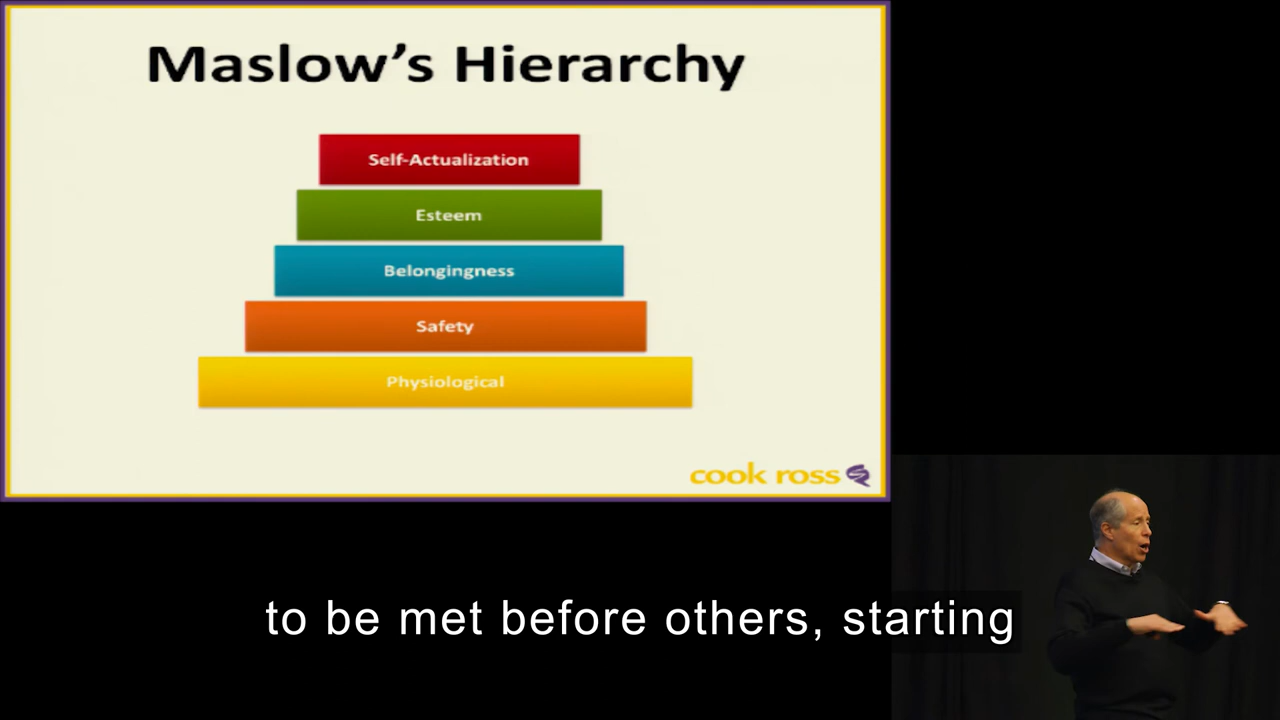 Maslow's Hierarchy
Self-Actualization
Esteem
Belongingness
Safety
Physiological
cook ross
to be met before others, starting